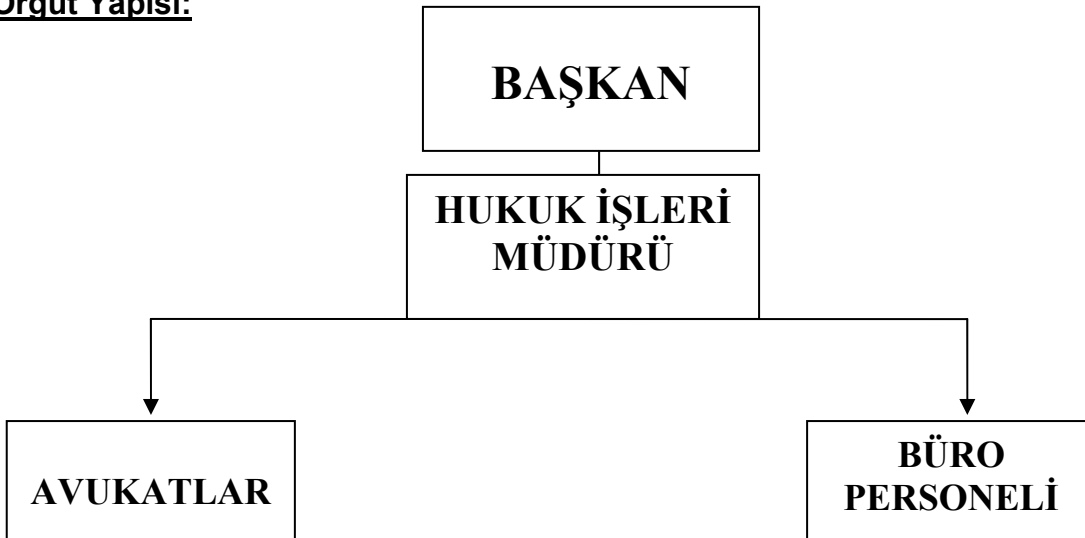 Örgüt Yapısı:
BAŞKAN
HUKUK İŞLERİ
MÜDÜRÜ
AVUKATLAR
BÜRO
PERSONELİ